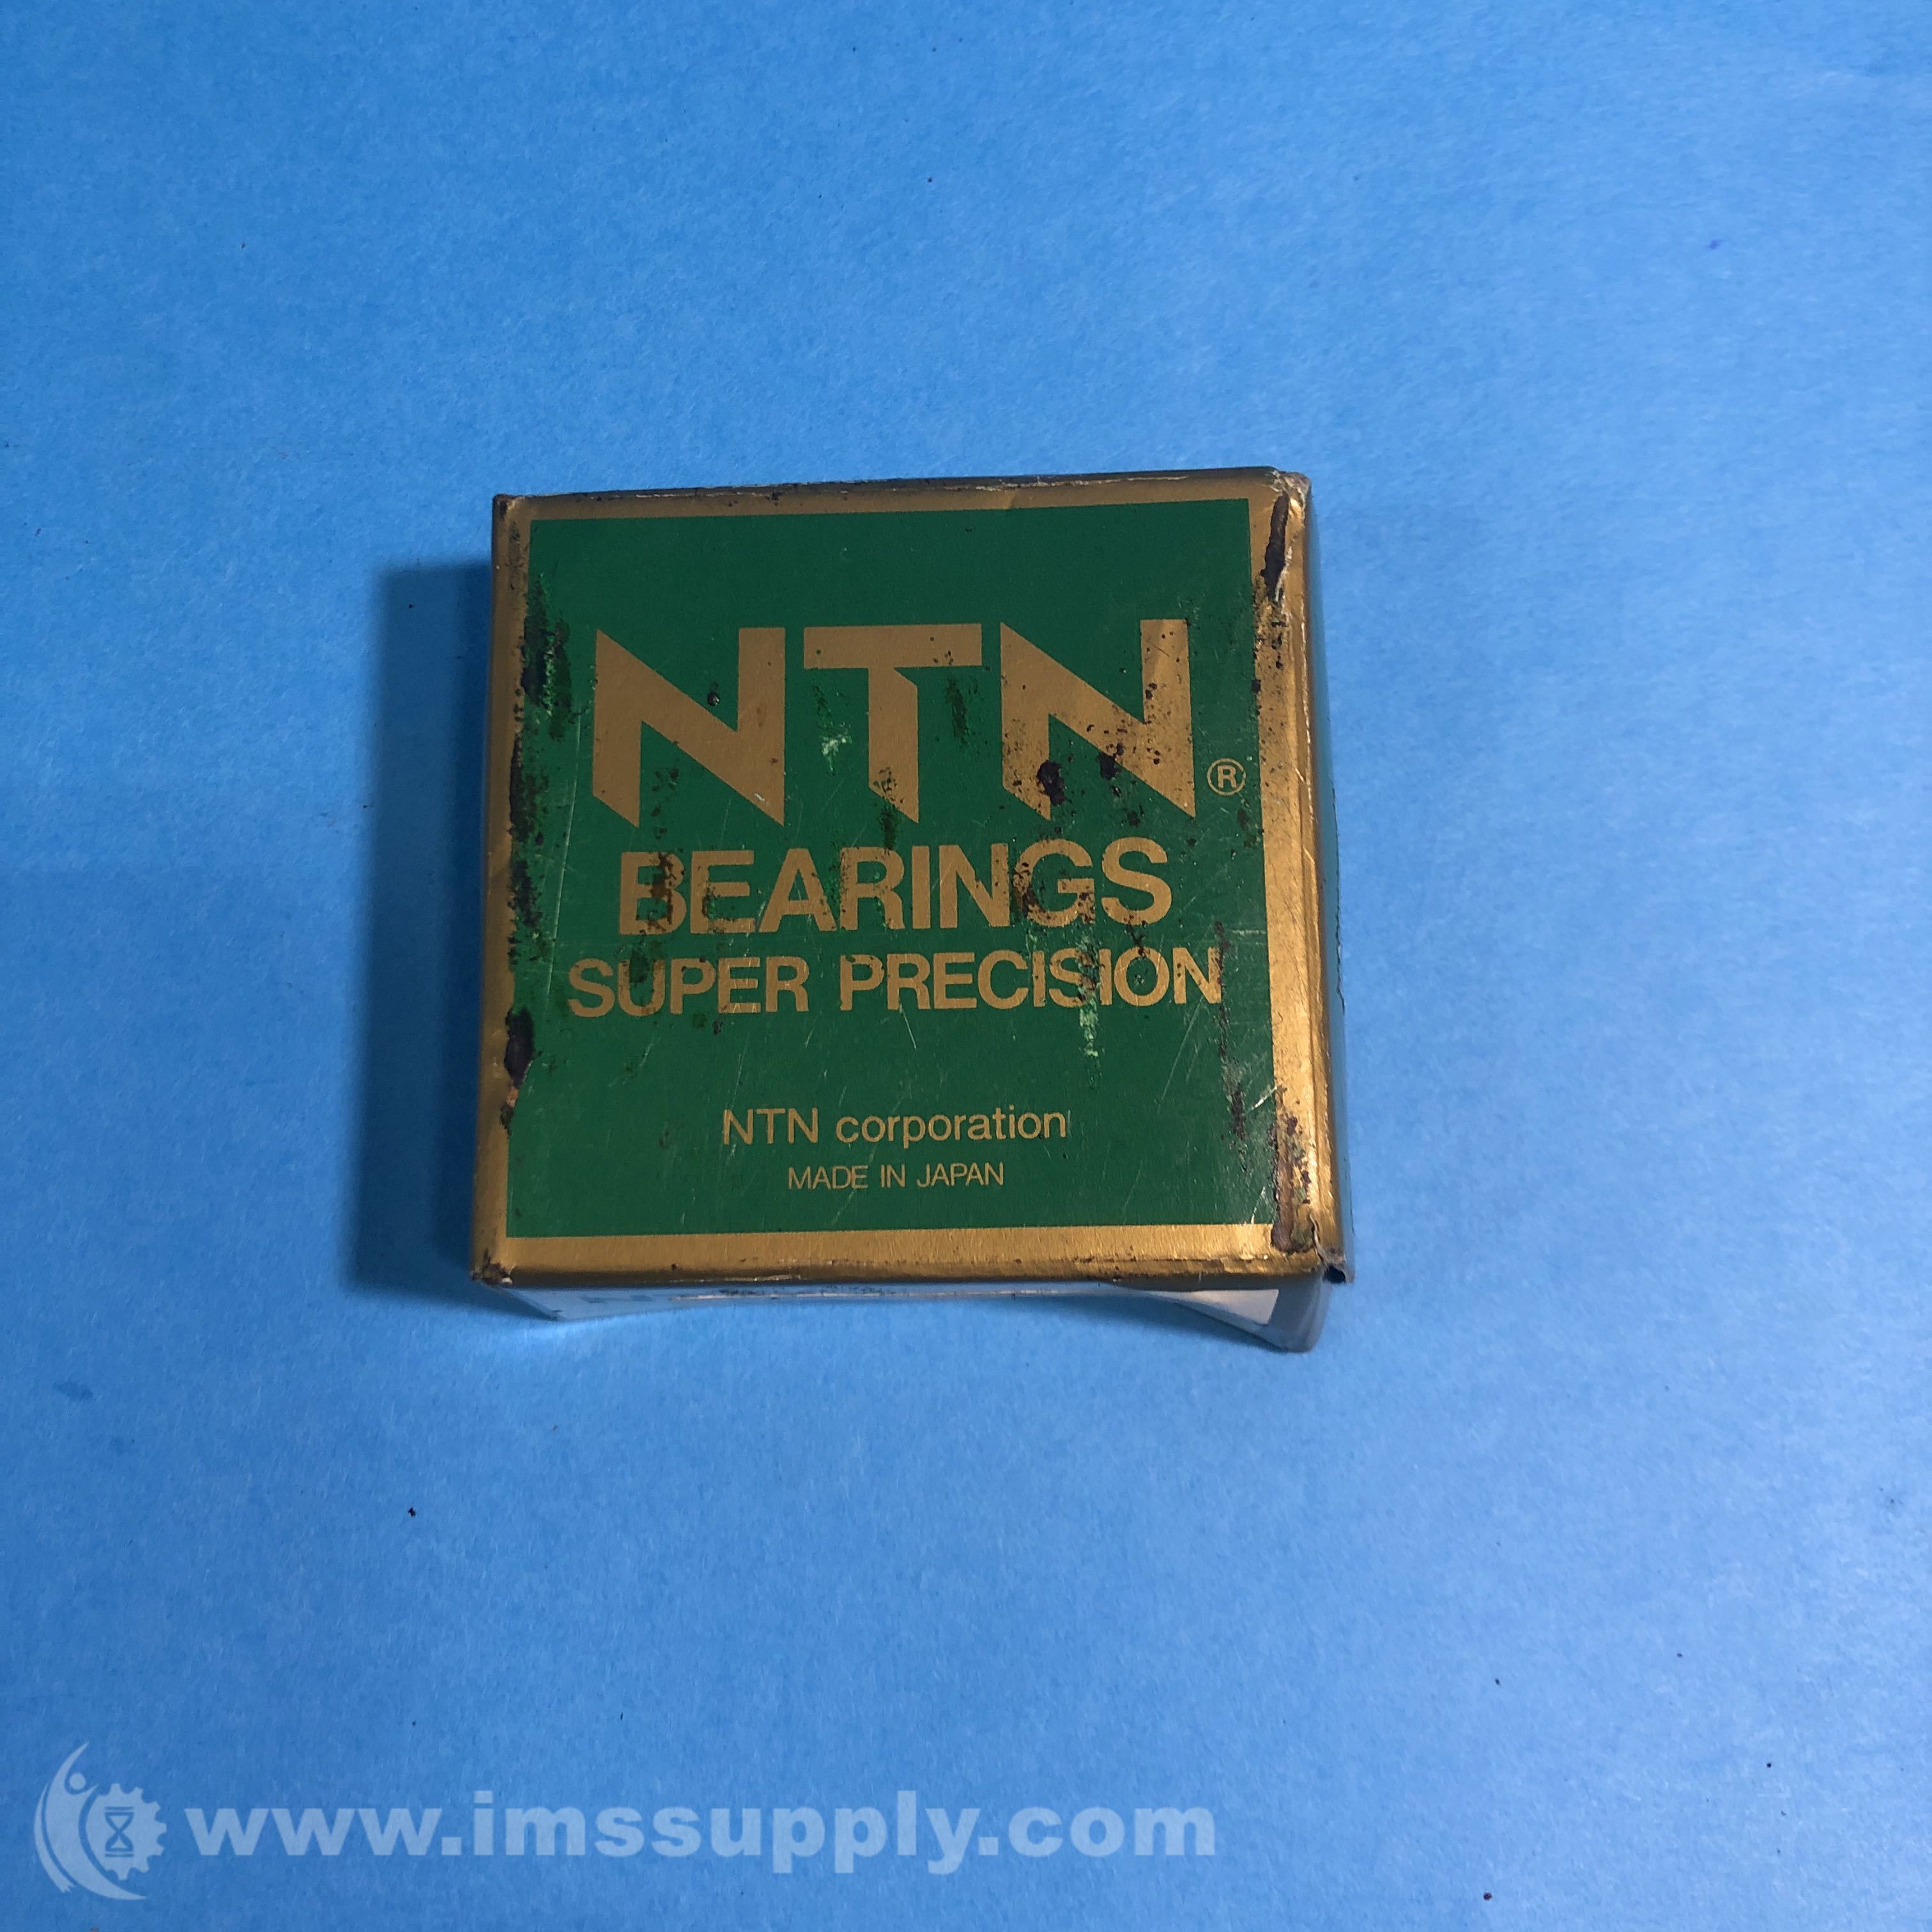 NTN®
BEARINGS
SUPER PRECISION
NTN corporation
MADE IN JAPAN
www.imssupply.com